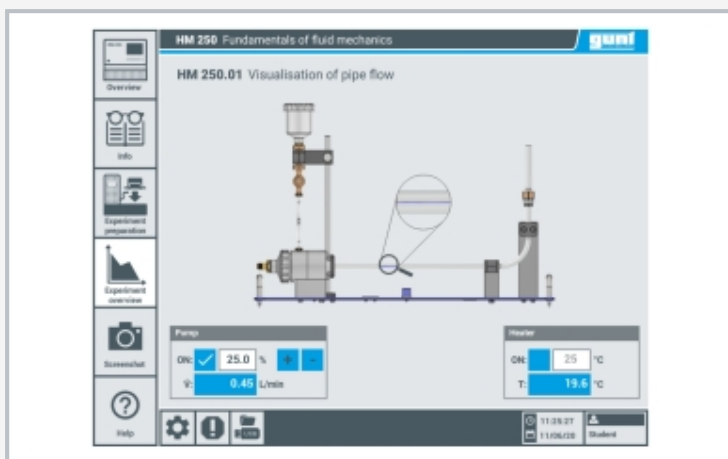 HM 250 Fundamentals of fluid mechanics
gunt
HM 250.01 Visualisation of pipe flow
Overview
Info
Experiment
preparation
Experiment
overview
Screenshot
Help
Pump
ON: 25.0 % + -
V̇: 0.45 L/min
Heater
ON: 25 °C
T: 19.6 °C
11:25:27
11/06/20
Student